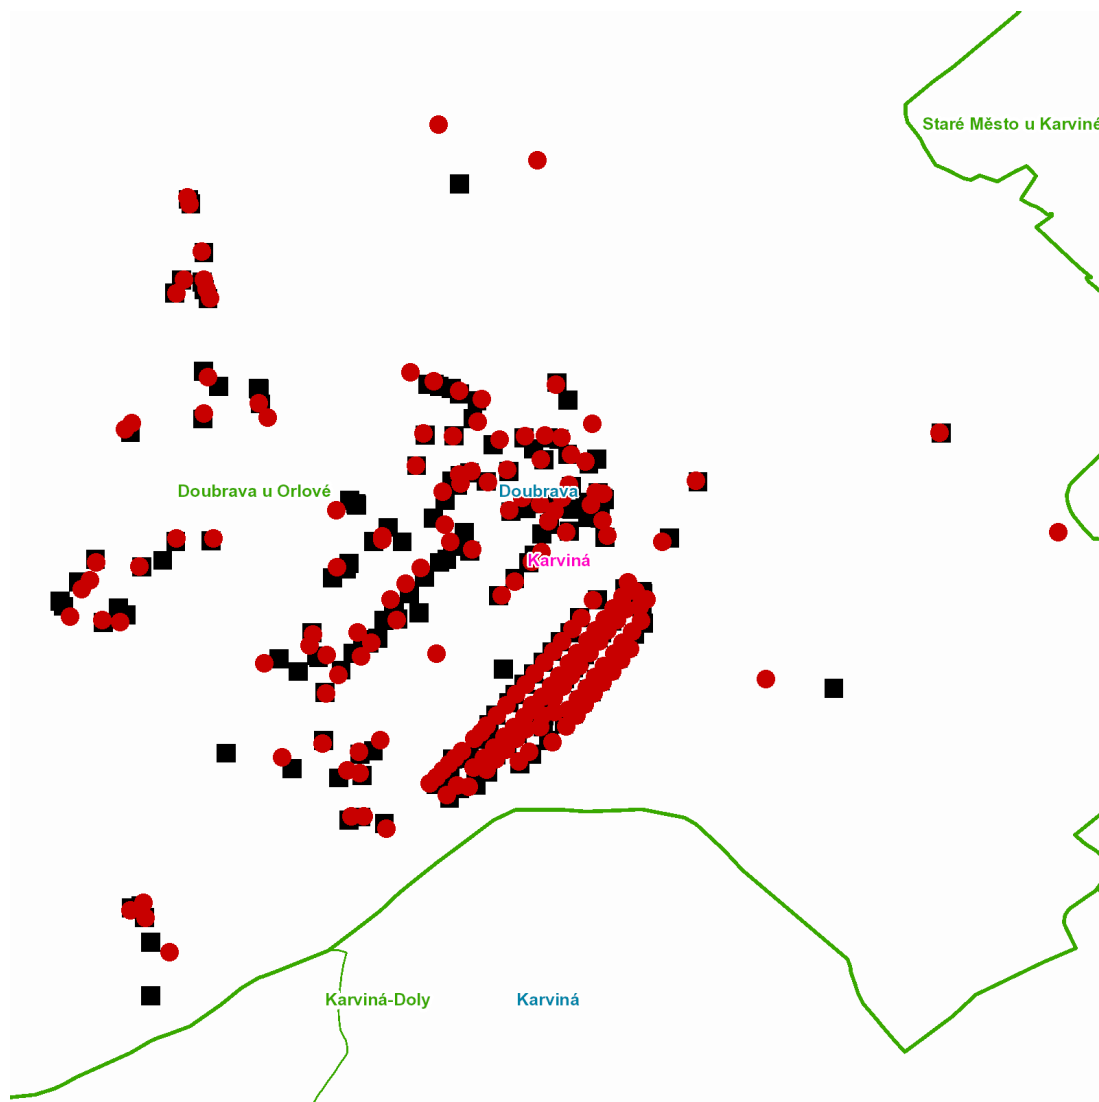 Staré Město u Karviné
Doubrava u Orlové
Doubrava
Karviná
Karviná-Doly
Karviná